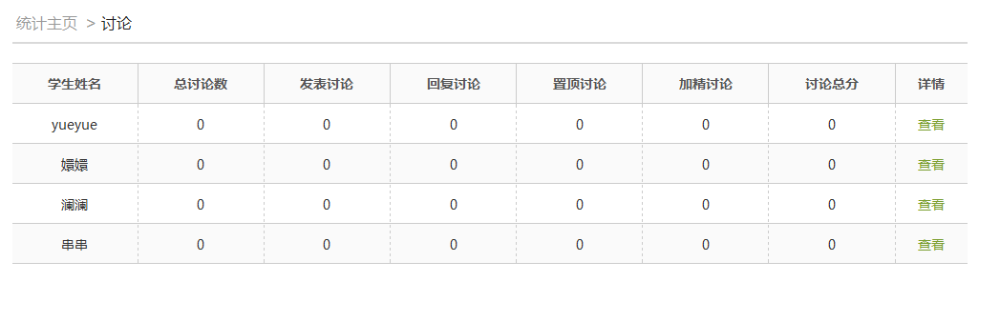 统计主页 > 讨论
学生姓名 总讨论数 发表讨论 回复讨论 置顶讨论 加精讨论 讨论总分 详情
yueyue 0 0 0 0 0 0 查看
嬛嬛 0 0 0 0 0 0 查看
澜澜 0 0 0 0 0 0 查看
串串 0 0 0 0 0 0 查看